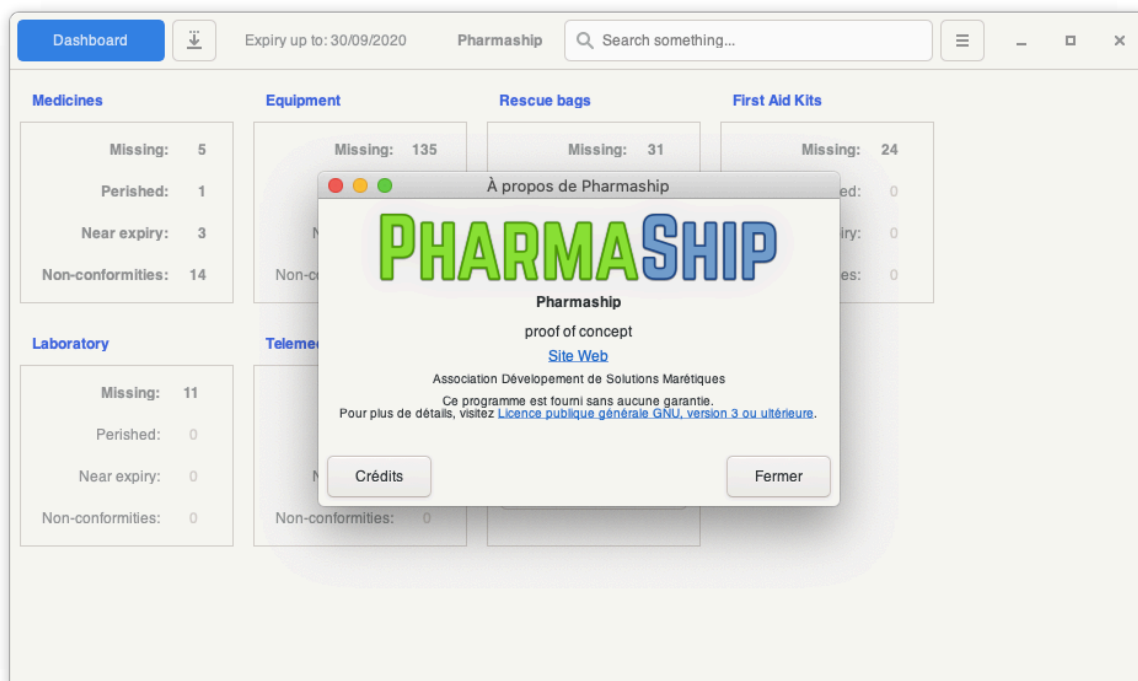 Dashboard
Expiry up to: 30/09/2020
Pharmaship
Search something...
Medicines
Missing: 5
Perished: 1
Near expiry: 3
Non-conformities: 14
Equipment
Missing: 135
Rescue bags
Missing: 31
First Aid Kits
Missing: 24
0
0
0
À propos de Pharmaship
PHARMASHIP
Pharmaship
proof of concept
Site Web
Association Dévelopement de Solutions Marétiques
Ce programme est fourni sans aucune garantie.
Pour plus de détails, visitez Licence publique générale GNU, version 3 ou ultérieure.
Crédits
Fermer
Laboratory
Missing: 11
Perished: 0
Near expiry: 0
Non-conformities: 0
Non-conformities: 0